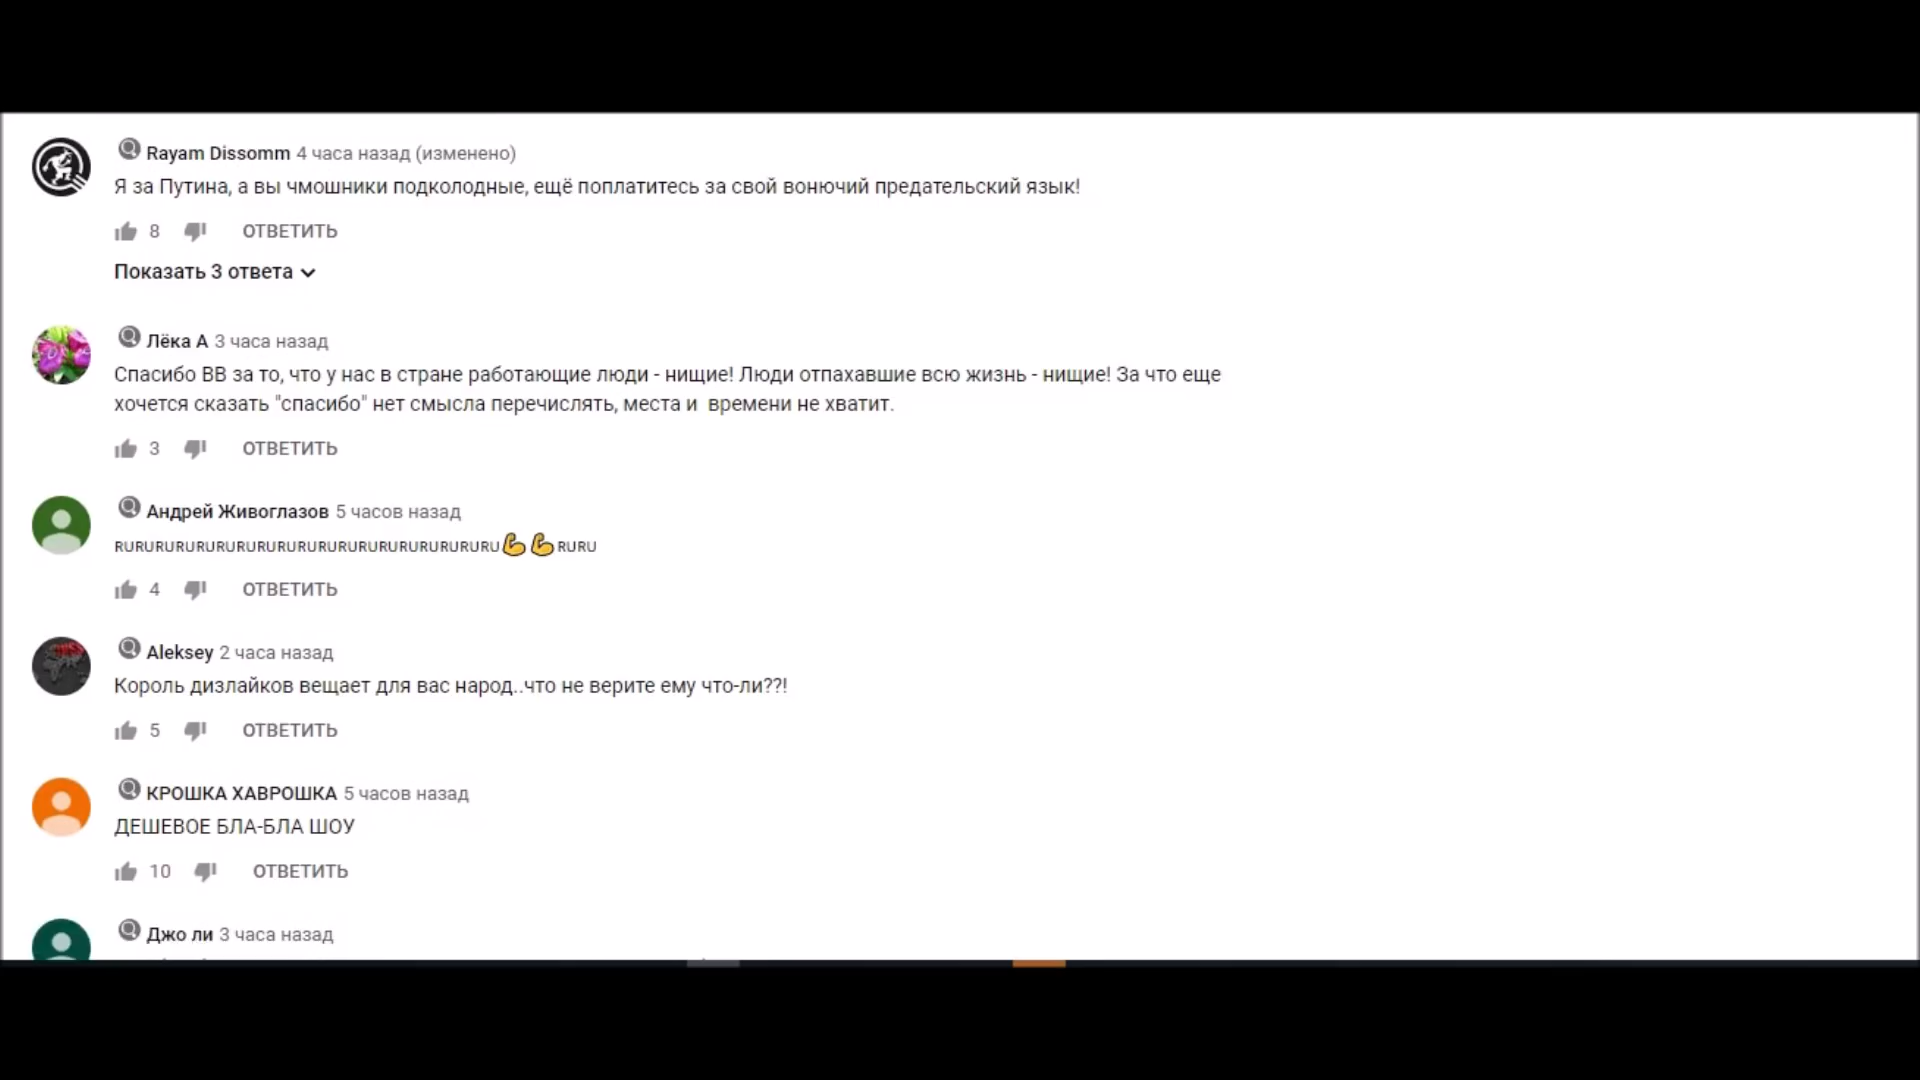 Rayam Dissomm 4 часа назад (изменено)
Я за Путина, а вы чмошники подколодные, ещё поплатитесь за свой вонючий предательский язык!
8 ОТВЕТИТЬ
Показать 3 ответа
Лёка А 3 часа назад
Спасибо ВВ за то, что у нас в стране работающие люди - нищие! Люди отпахавшие всю жизнь - нищие! За что еще
хочется сказать "спасибо" нет смысла перечислять, места и времени не хватит.
3 ОТВЕТИТЬ
Андрей Живоглазов 5 часов назад
RURURURURURURURURURURURURURURURURURURU💪💪RURU
4 ОТВЕТИТЬ
Aleksey 2 часа назад
Король дизлайков вещает для вас народ..что не верите ему что-ли??!
5 ОТВЕТИТЬ
КРОШКА ХАВРОШКА 5 часов назад
ДЕШЕВОЕ БЛА-БЛА ШОУ
10 ОТВЕТИТЬ
Джо ли 3 часа назад